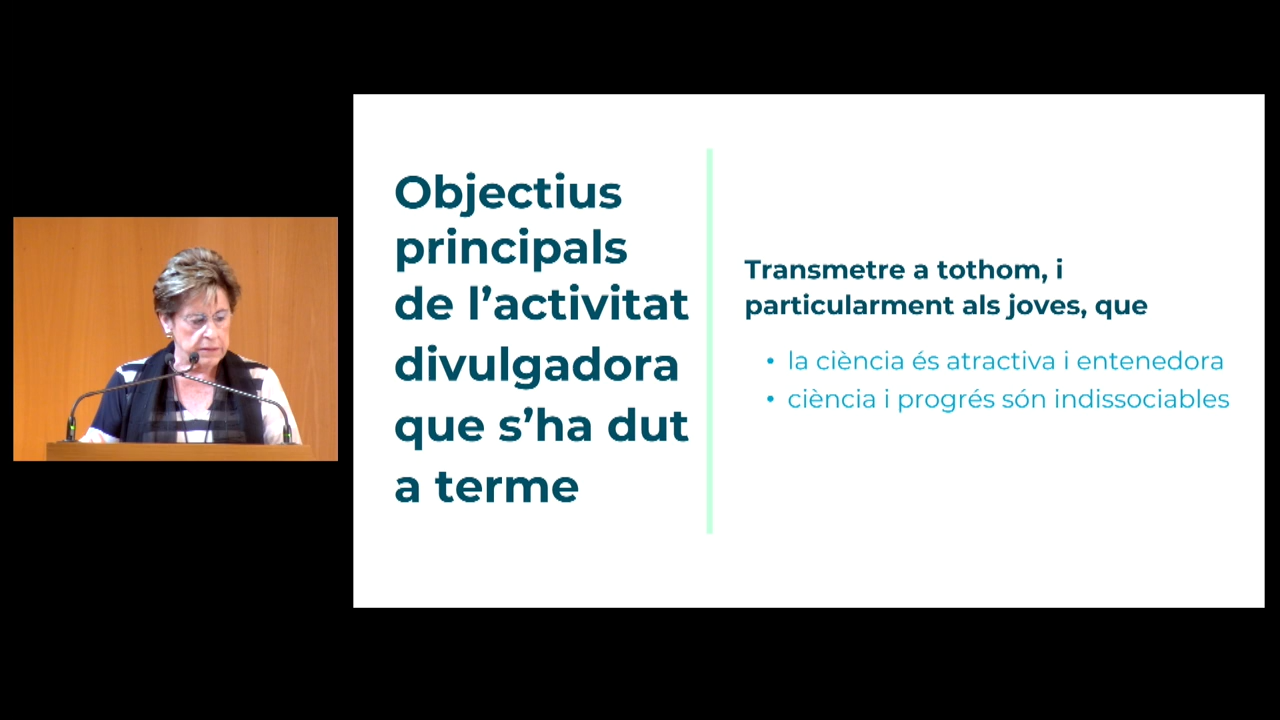 Objectius
principals
de l’activitat
divulgadora
que s’ha dut
a terme
Transmetre a tothom, i
particularment als joves, que
• la ciència és atractiva i entenedora
• ciència i progrés són indissociables